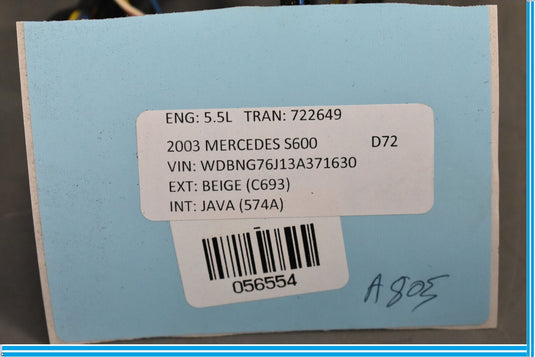 ENG: 5.5L TRAN: 722649
2003 MERCEDES S600 D72
VIN: WDBNG76J13A371630
EXT: BEIGE (C693)
INT: JAVA (574A)
056554
A805